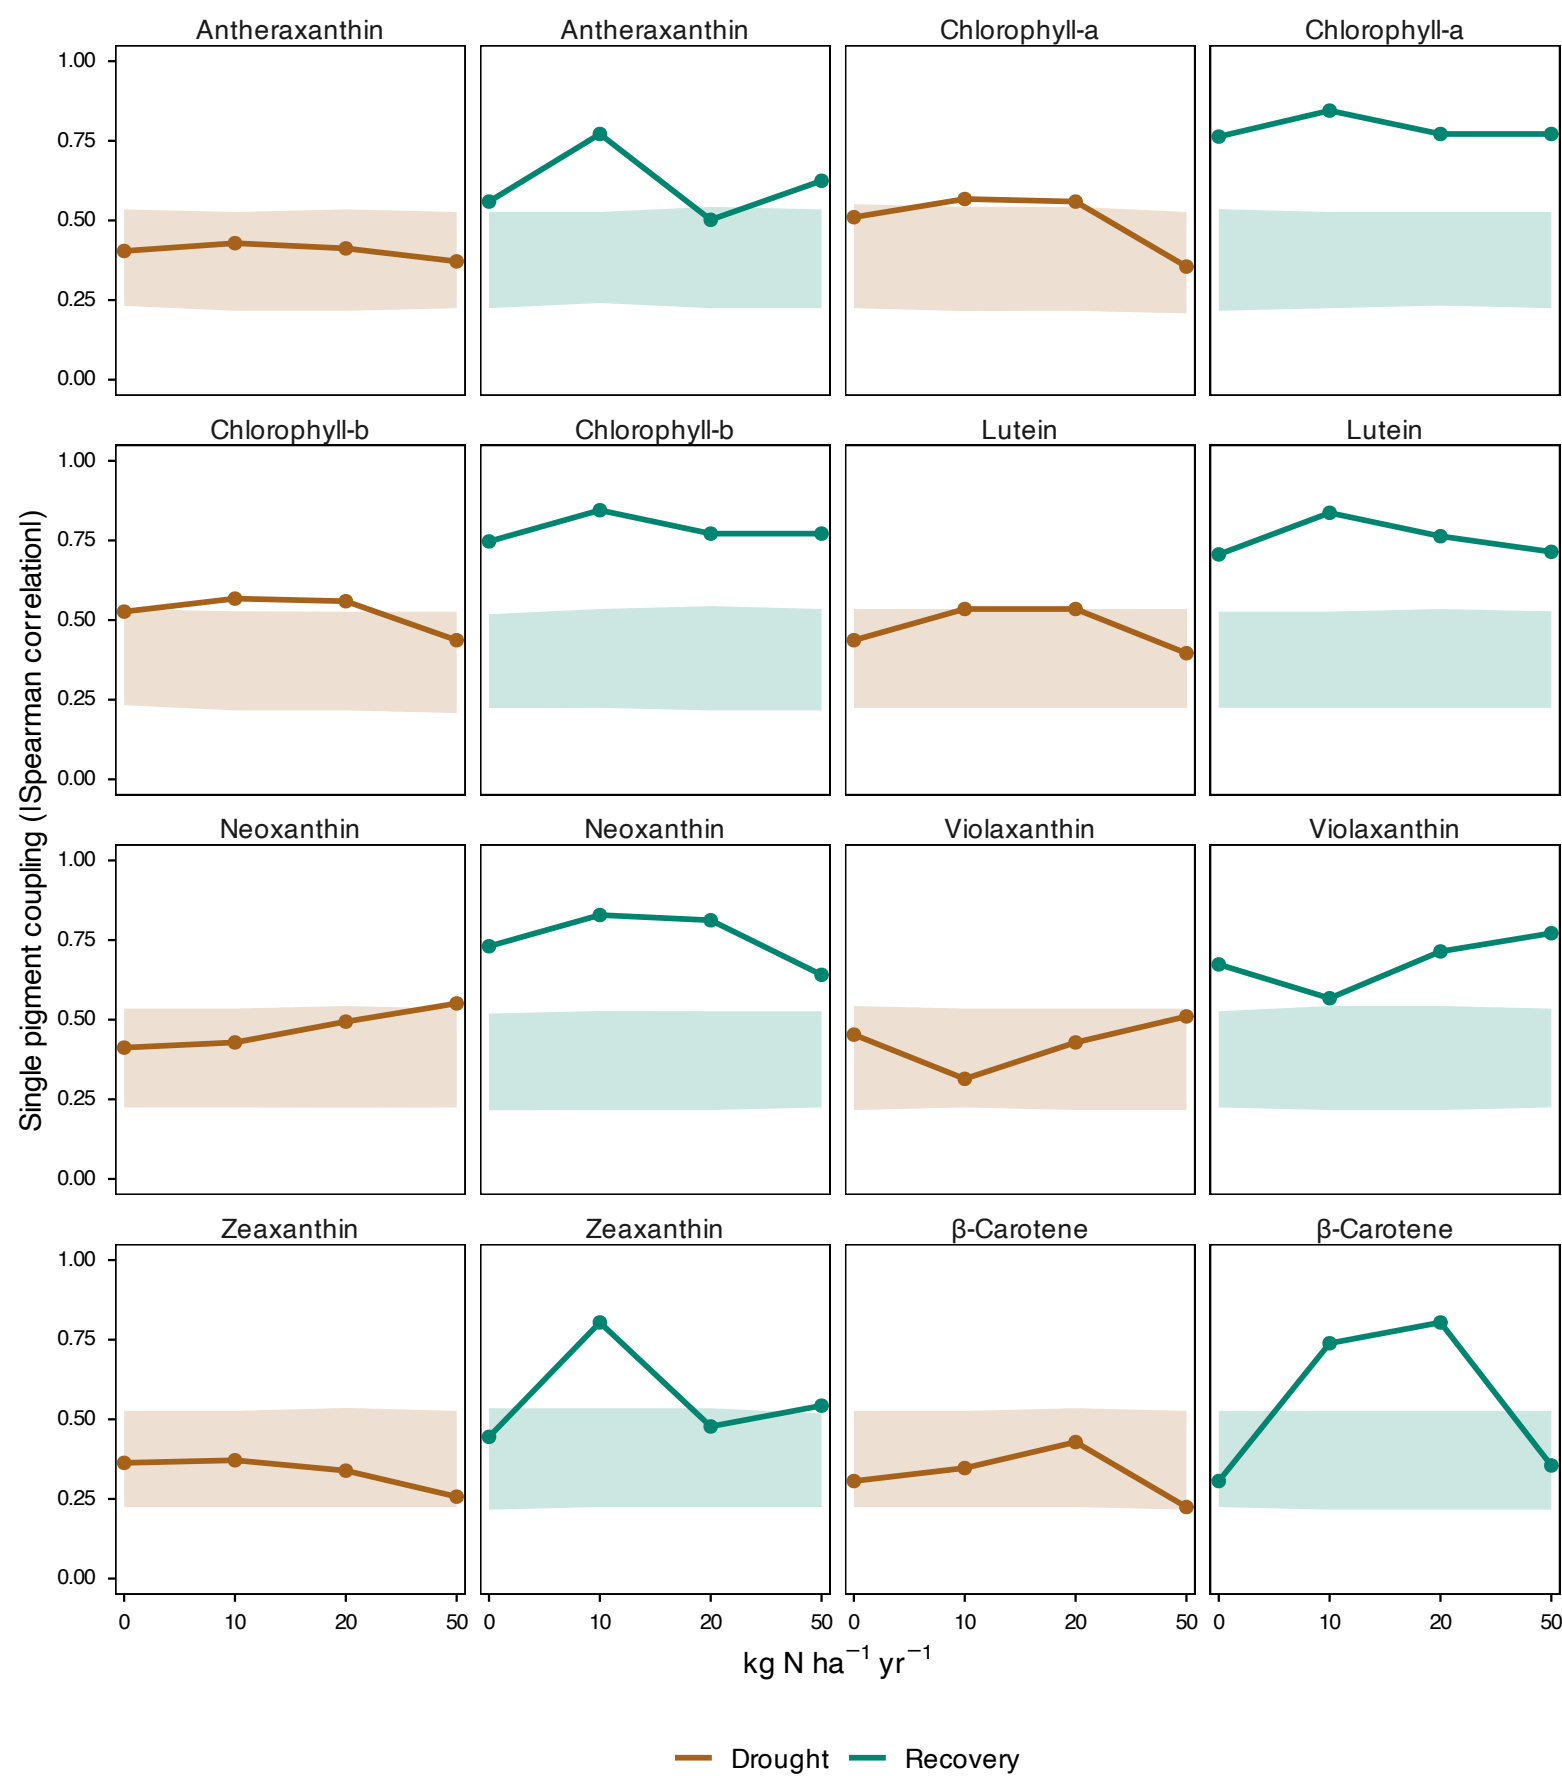 Antheraxanthin Antheraxanthin Chlorophyll-a Chlorophyll-a
1.00
0.75
0.50
0.25
0.00
Chlorophyll-b Chlorophyll-b Lutein Lutein
1.00
0.75
0.50
0.25
0.00
Single pigment coupling (|Spearman correlation|)
Neoxanthin Neoxanthin Violaxanthin Violaxanthin
1.00
0.75
0.50
0.25
0.00
Zeaxanthin Zeaxanthin β-Carotene β-Carotene
1.00
0.75
0.50
0.25
0.00
0 10 20 50 0 10 20 50 0 10 20 50 0 10 20 50
kg N ha⁻¹ yr⁻¹
Drought Recovery